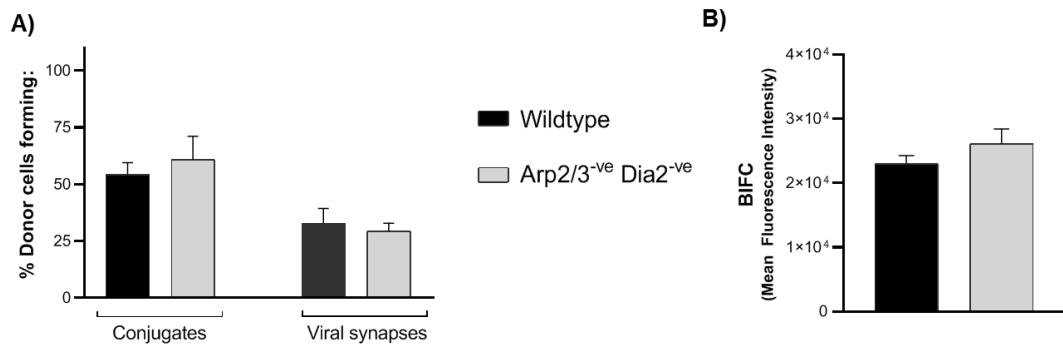 A)
% Donor cells forming:
100
75
50
25
0
Conjugates
Viral synapses
Wildtype
Arp2/3⁻ᵛᵉ Dia2⁻ᵛᵉ
B)
BIFC
(Mean Fluorescence Intensity)
4×10⁴
3×10⁴
2×10⁴
1×10⁴
0